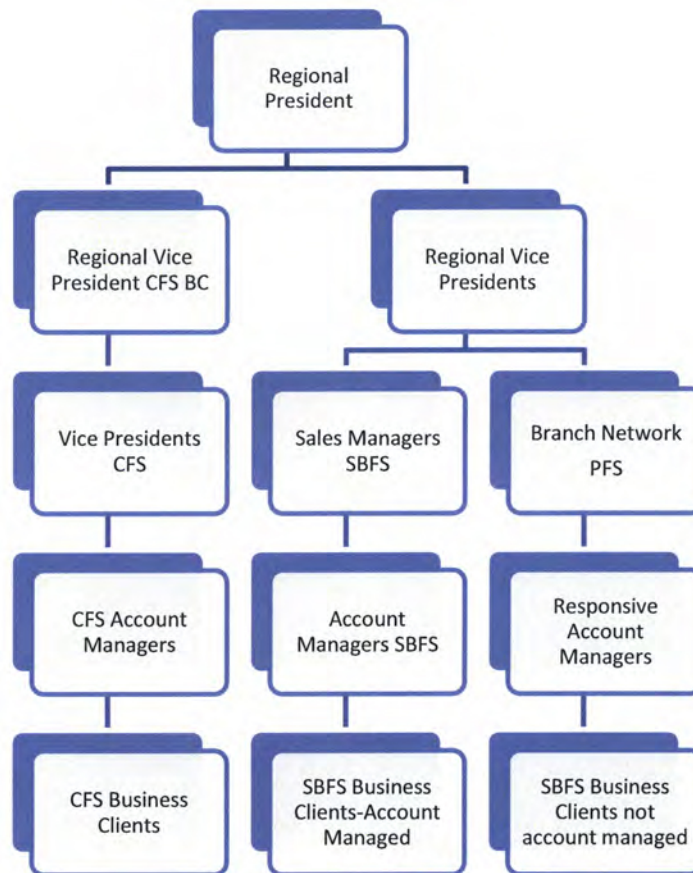 Regional
President
Regional Vice
President CFS BC
Regional Vice
Presidents
Vice Presidents
CFS
Sales Managers
SBFS
Branch Network
PFS
CFS Account
Managers
Account
Managers SBFS
Responsive
Account
Managers
CFS Business
Clients
SBFS Business
Clients-Account
Managed
SBFS Business
Clients not
account managed